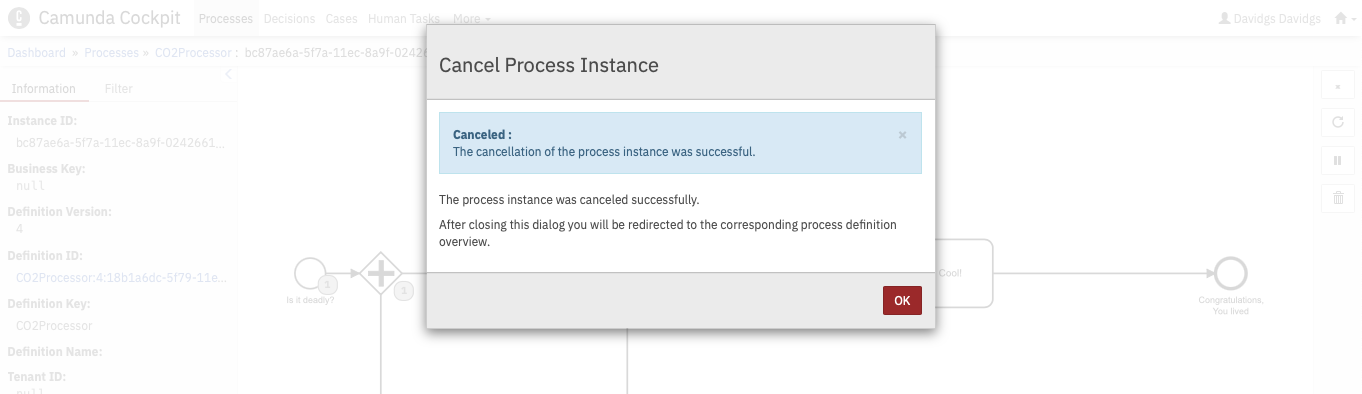 Camunda Cockpit
Processes Decisions Cases Human Tasks More
Davidgs Davidgs
Dashboard » Processes » CO2Processor : bc87ae6a-5f7a-11ec-8a9f-02426
Information Filter
Instance ID:
bc87ae6a-5f7a-11ec-8a9f-0242661...
Business Key:
null
Definition Version:
4
Definition ID:
CO2Processor:4:18b1a6dc-5f79-11e...
Definition Key:
CO2Processor
Definition Name:
Tenant ID:
null
Cancel Process Instance
Canceled :
×
The cancellation of the process instance was successful.
The process instance was canceled successfully.
After closing this dialog you will be redirected to the corresponding process definition
overview.
OK
1
Is it deadly?
1
Cool!
Congratulations,
You lived